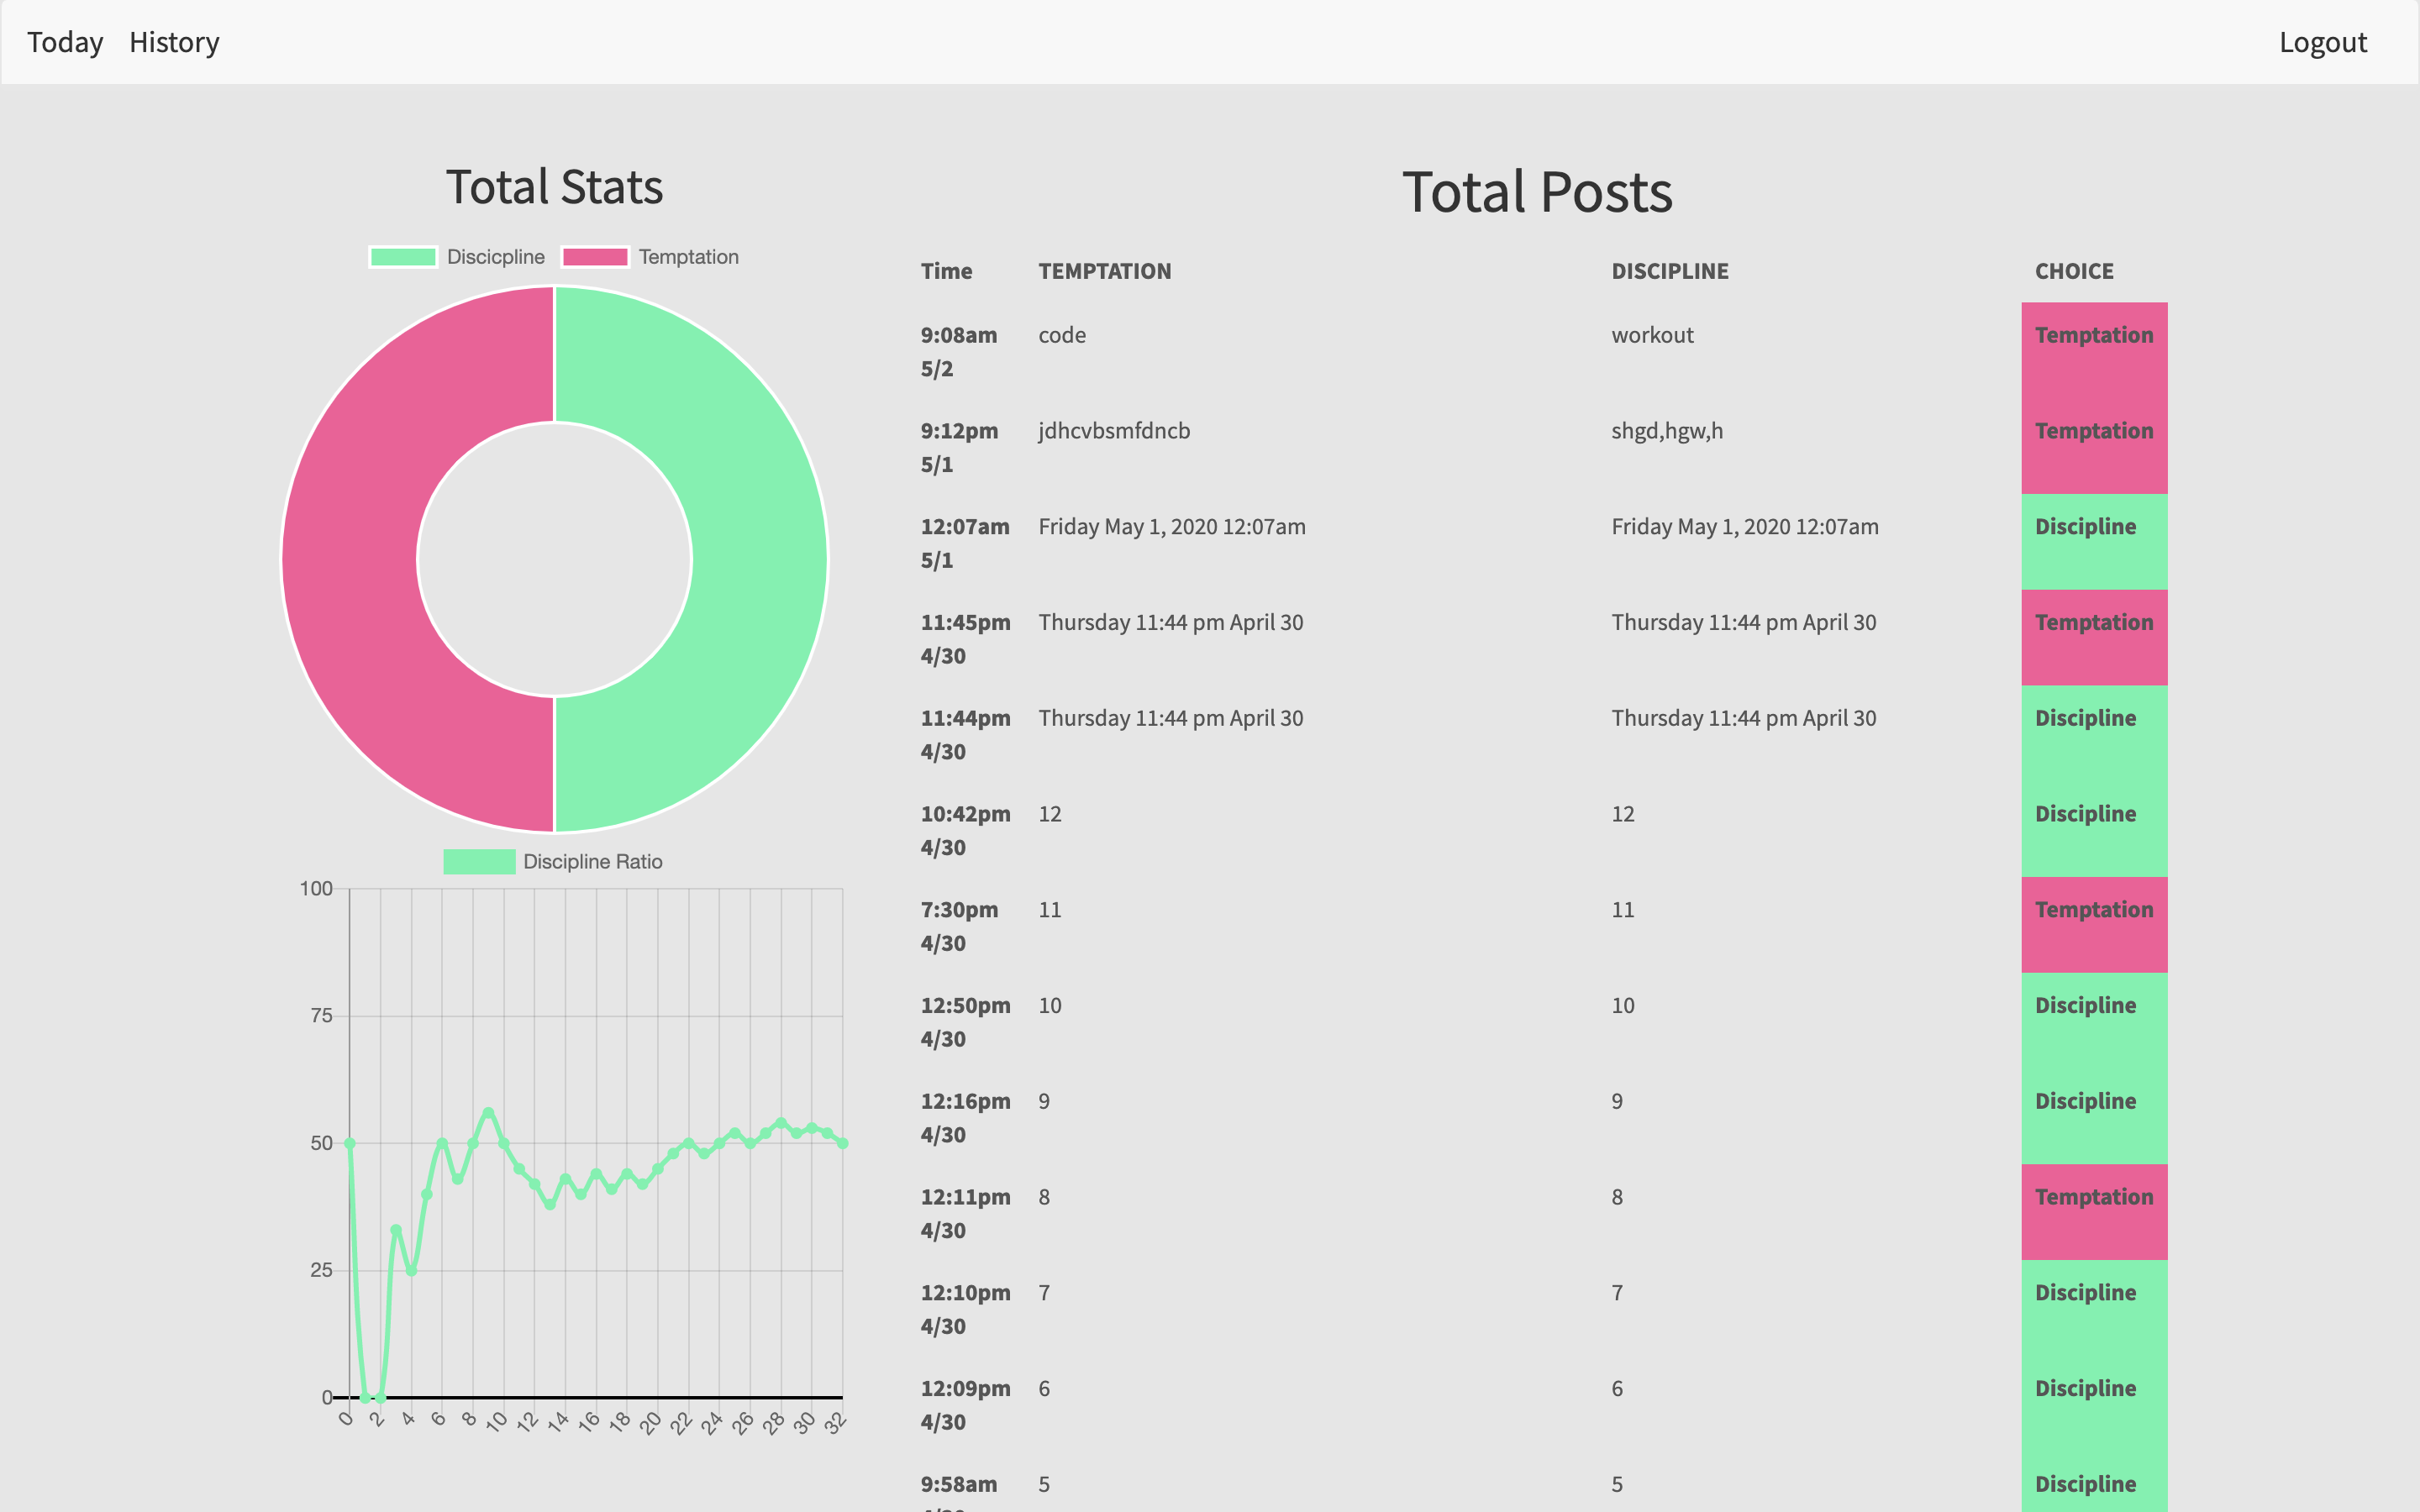 Today History Logout
Total Stats
Discicpline Temptation
Discipline Ratio
100
75
50
25
0
0 2 4 6 8 10 12 14 16 18 20 22 24 26 28 30 32
Total Posts
Time TEMPTATION DISCIPLINE CHOICE
9:08am code workout Temptation
5/2
9:12pm jdhcvbsmfdncb shgd,hgw,h Temptation
5/1
12:07am Friday May 1, 2020 12:07am Friday May 1, 2020 12:07am Discipline
5/1
11:45pm Thursday 11:44 pm April 30 Thursday 11:44 pm April 30 Temptation
4/30
11:44pm Thursday 11:44 pm April 30 Thursday 11:44 pm April 30 Discipline
4/30
10:42pm 12 12 Discipline
4/30
7:30pm 11 11 Temptation
4/30
12:50pm 10 10 Discipline
4/30
12:16pm 9 9 Discipline
4/30
12:11pm 8 8 Temptation
4/30
12:10pm 7 7 Discipline
4/30
12:09pm 6 6 Discipline
4/30
9:58am 5 5 Discipline